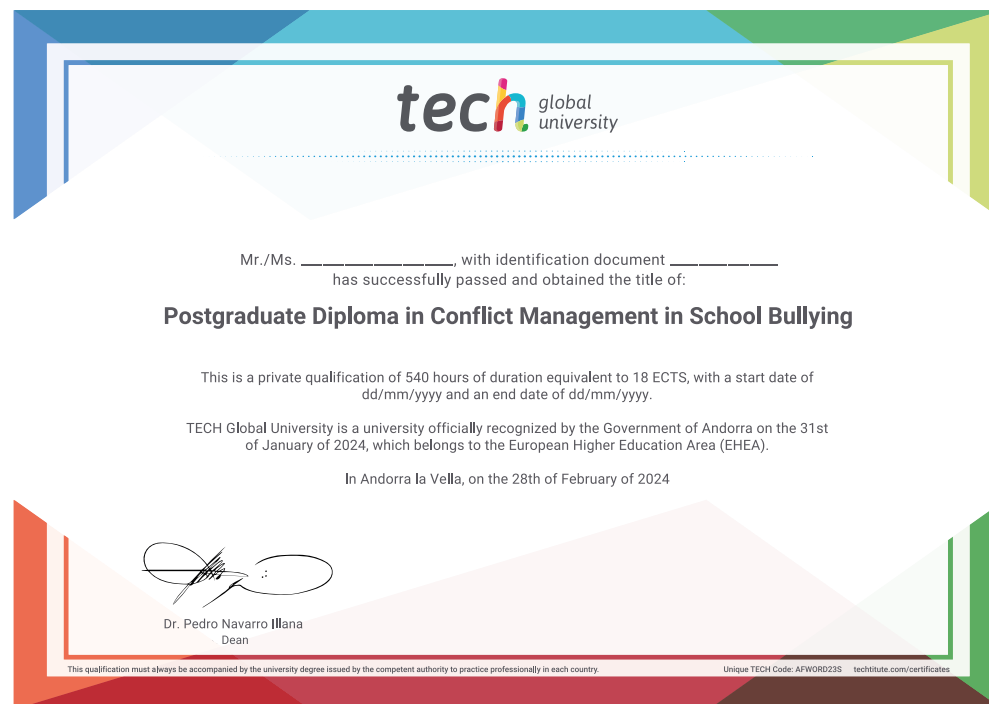 tech global
university
Mr./Ms. ________________, with identification document ____________
has successfully passed and obtained the title of:
Postgraduate Diploma in Conflict Management in School Bullying
This is a private qualification of 540 hours of duration equivalent to 18 ECTS, with a start date of
dd/mm/yyyy and an end date of dd/mm/yyyy.
TECH Global University is a university officially recognized by the Government of Andorra on the 31st
of January of 2024, which belongs to the European Higher Education Area (EHEA).
In Andorra la Vella, on the 28th of February of 2024
Dr. Pedro Navarro Illana
Dean
This qualification must always be accompanied by the university degree issued by the competent authority to practice professionally in each country.
Unique TECH Code: AFWORD23S techtitute.com/certificates